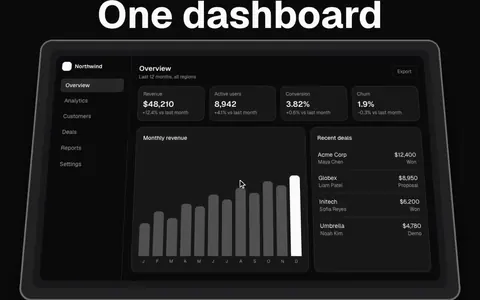 One dashboard
Northwind
Overview
Analytics
Customers
Deals
Reports
Settings
Overview
Last 12 months, all regions
Export
Revenue
$48,210
+12.4% vs last month
Active users
8,942
+4.1% vs last month
Conversion
3.82%
+0.6% vs last month
Churn
1.9%
-0.3% vs last month
Monthly revenue
J F M A M J J A S O N D
Recent deals
Acme Corp $12,400
Maya Chen Won
Globex $8,950
Liam Patel Proposal
Initech $6,200
Sofia Reyes Won
Umbrella $4,780
Noah Kim Demo